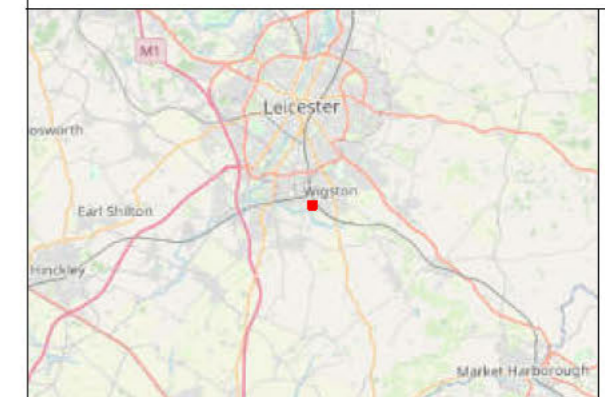 M1
Leicester
osworth
Wigston
Earl Shilton
Hinckley
Market Harborough